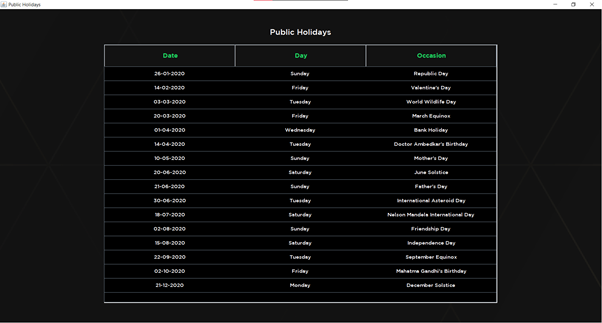 Public Holidays
Public Holidays
Date Day Occasion
26-01-2020 Sunday Republic Day
14-02-2020 Friday Valentine's Day
03-03-2020 Tuesday World Wildlife Day
20-03-2020 Friday March Equinox
01-04-2020 Wednesday Bank Holiday
14-04-2020 Tuesday Doctor Ambedkar's Birthday
10-05-2020 Sunday Mother's Day
20-06-2020 Saturday June Solstice
21-06-2020 Sunday Father's Day
30-06-2020 Tuesday International Asteroid Day
18-07-2020 Saturday Nelson Mandela International Day
02-08-2020 Sunday Friendship Day
15-08-2020 Saturday Independence Day
22-09-2020 Tuesday September Equinox
02-10-2020 Friday Mahatma Gandhi's Birthday
21-12-2020 Monday December Solstice